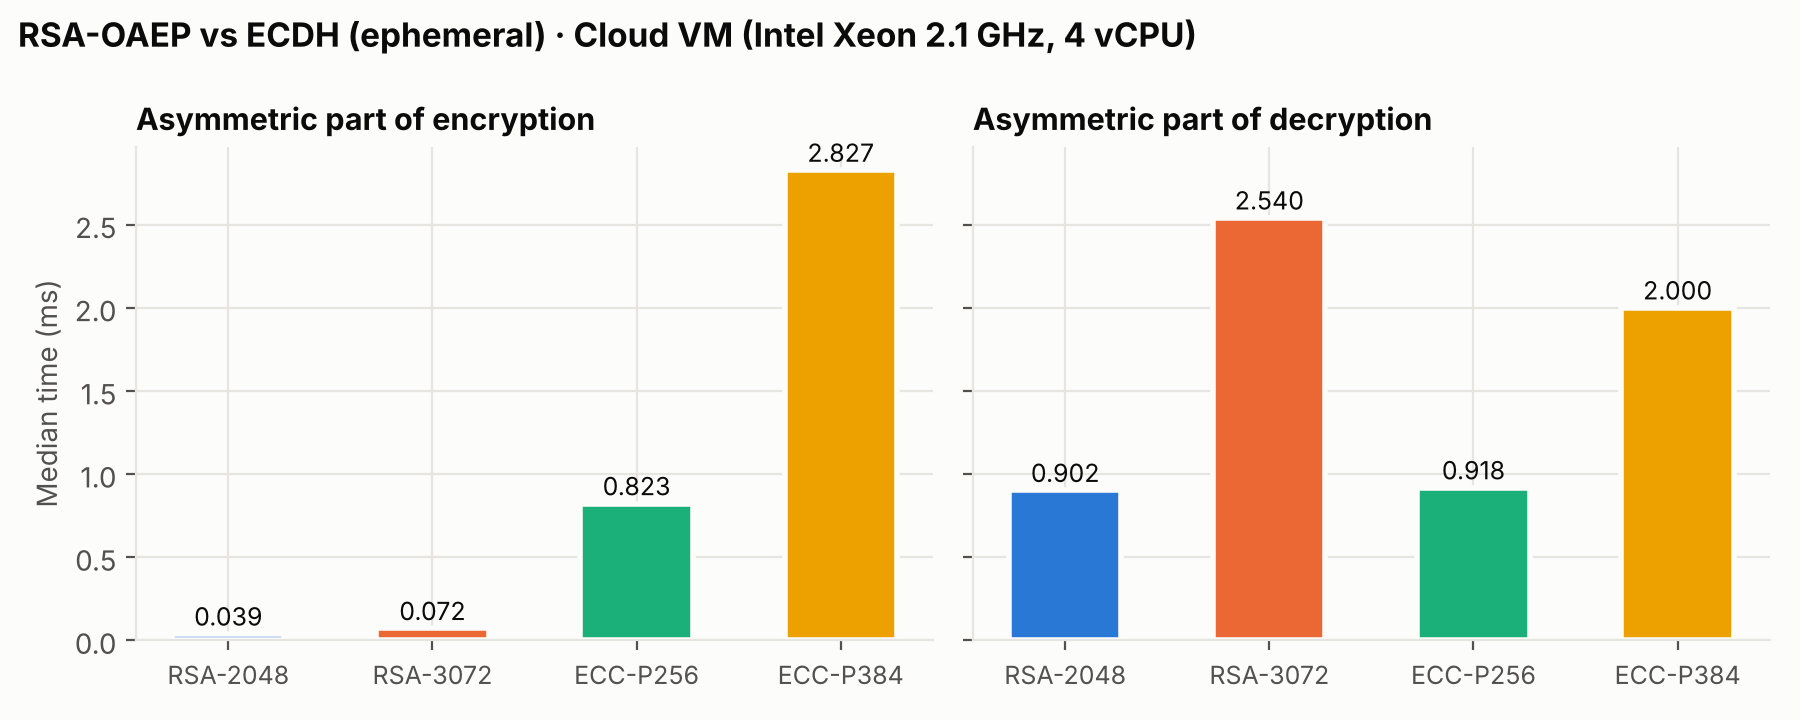 RSA-OAEP vs ECDH (ephemeral) · Cloud VM (Intel Xeon 2.1 GHz, 4 vCPU)
Asymmetric part of encryption
Median time (ms)
2.5
2.0
1.5
1.0
0.5
0.0
0.039
0.072
0.823
2.827
RSA-2048
RSA-3072
ECC-P256
ECC-P384
Asymmetric part of decryption
0.902
2.540
0.918
2.000
RSA-2048
RSA-3072
ECC-P256
ECC-P384